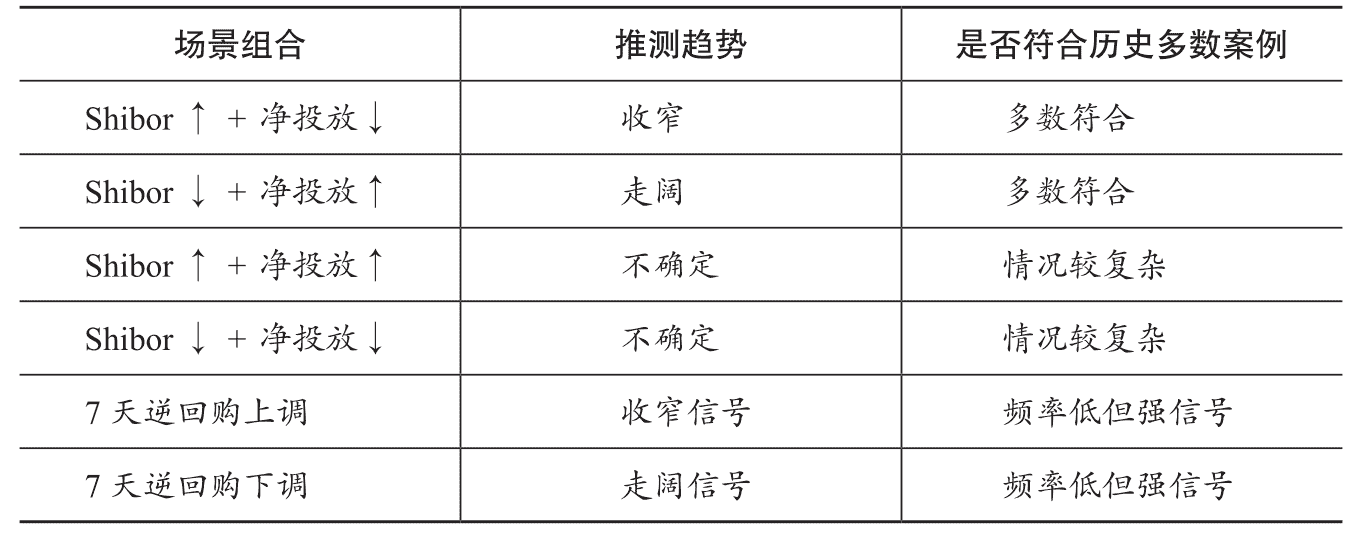 场景组合 推测趋势 是否符合历史多数案例
Shibor ↑ + 净投放↓ 收窄 多数符合
Shibor ↓ + 净投放↑ 走阔 多数符合
Shibor ↑ + 净投放↑ 不确定 情况较复杂
Shibor ↓ + 净投放↓ 不确定 情况较复杂
7 天逆回购上调 收窄信号 频率低但强信号
7 天逆回购下调 走阔信号 频率低但强信号